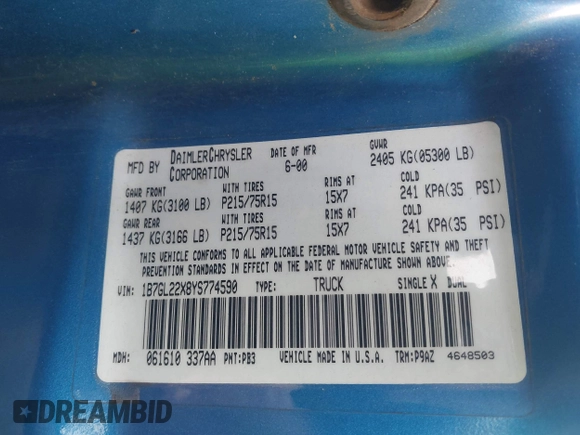 MFD BY DAIMLERCHRYSLER CORPORATION DATE OF MFR 6-00 GVWR 2405 KG(05300 LB)
GAWR FRONT WITH TIRES RIMS AT COLD
1407 KG(3100 LB) P215/75R15 15X7 241 KPA(35 PSI)
GAWR REAR WITH TIRES RIMS AT COLD
1437 KG(3166 LB) P215/75R15 15X7 241 KPA(35 PSI)
THIS VEHICLE CONFORMS TO ALL APPLICABLE FEDERAL MOTOR VEHICLE SAFETY AND THEFT
PREVENTION STANDARDS IN EFFECT ON THE DATE OF MANUFACTURE SHOWN ABOVE.
VIN: 1B7GL22X8YS774590 TYPE: TRUCK SINGLE X DUAL
MDH: 061610 337AA PNT:PB3 VEHICLE MADE IN U.S.A. TRM:P9AZ 4648503
DREAMBID